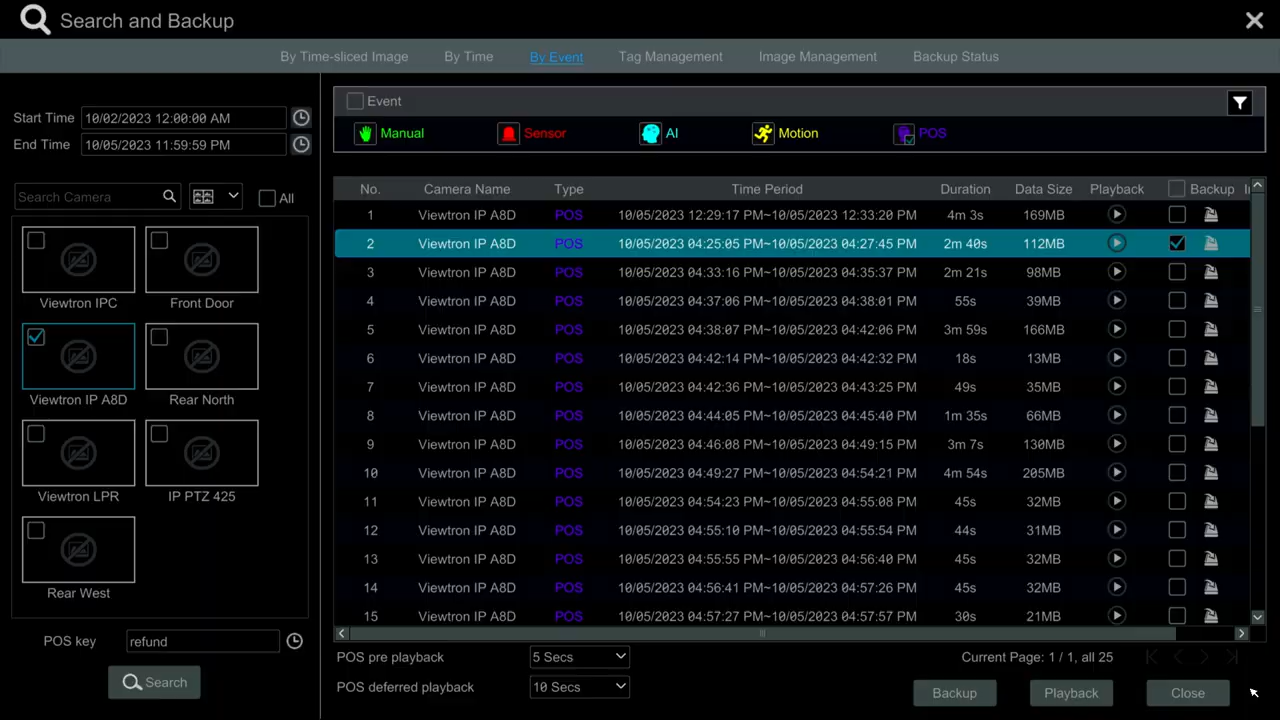 Search and Backup
By Time-sliced Image By Time By Event Tag Management Image Management Backup Status
Start Time 10/02/2023 12:00:00 AM
End Time 10/05/2023 11:59:59 PM
Search Camera All
Viewtron IPC Front Door
Viewtron IP A8D Rear North
Viewtron LPR IP PTZ 425
Rear West
POS key refund
Search
Event
Manual Sensor AI Motion POS
No. Camera Name Type Time Period Duration Data Size Playback Backup
1 Viewtron IP A8D POS 10/05/2023 12:29:17 PM~10/05/2023 12:33:20 PM 4m 3s 169MB
2 Viewtron IP A8D POS 10/05/2023 04:25:05 PM~10/05/2023 04:27:45 PM 2m 40s 112MB
3 Viewtron IP A8D POS 10/05/2023 04:33:16 PM~10/05/2023 04:35:37 PM 2m 21s 98MB
4 Viewtron IP A8D POS 10/05/2023 04:37:06 PM~10/05/2023 04:38:01 PM 55s 39MB
5 Viewtron IP A8D POS 10/05/2023 04:38:07 PM~10/05/2023 04:42:06 PM 3m 59s 166MB
6 Viewtron IP A8D POS 10/05/2023 04:42:14 PM~10/05/2023 04:42:32 PM 18s 13MB
7 Viewtron IP A8D POS 10/05/2023 04:42:36 PM~10/05/2023 04:43:25 PM 49s 35MB
8 Viewtron IP A8D POS 10/05/2023 04:44:05 PM~10/05/2023 04:45:40 PM 1m 35s 66MB
9 Viewtron IP A8D POS 10/05/2023 04:46:08 PM~10/05/2023 04:49:15 PM 3m 7s 130MB
10 Viewtron IP A8D POS 10/05/2023 04:49:27 PM~10/05/2023 04:54:21 PM 4m 54s 205MB
11 Viewtron IP A8D POS 10/05/2023 04:54:23 PM~10/05/2023 04:55:08 PM 45s 32MB
12 Viewtron IP A8D POS 10/05/2023 04:55:10 PM~10/05/2023 04:55:54 PM 44s 31MB
13 Viewtron IP A8D POS 10/05/2023 04:55:55 PM~10/05/2023 04:56:40 PM 45s 32MB
14 Viewtron IP A8D POS 10/05/2023 04:56:41 PM~10/05/2023 04:57:26 PM 45s 32MB
15 Viewtron IP A8D POS 10/05/2023 04:57:27 PM~10/05/2023 04:57:57 PM 30s 21MB
POS pre playback 5 Secs Current Page: 1 / 1, all 25
POS deferred playback 10 Secs
Backup Playback Close